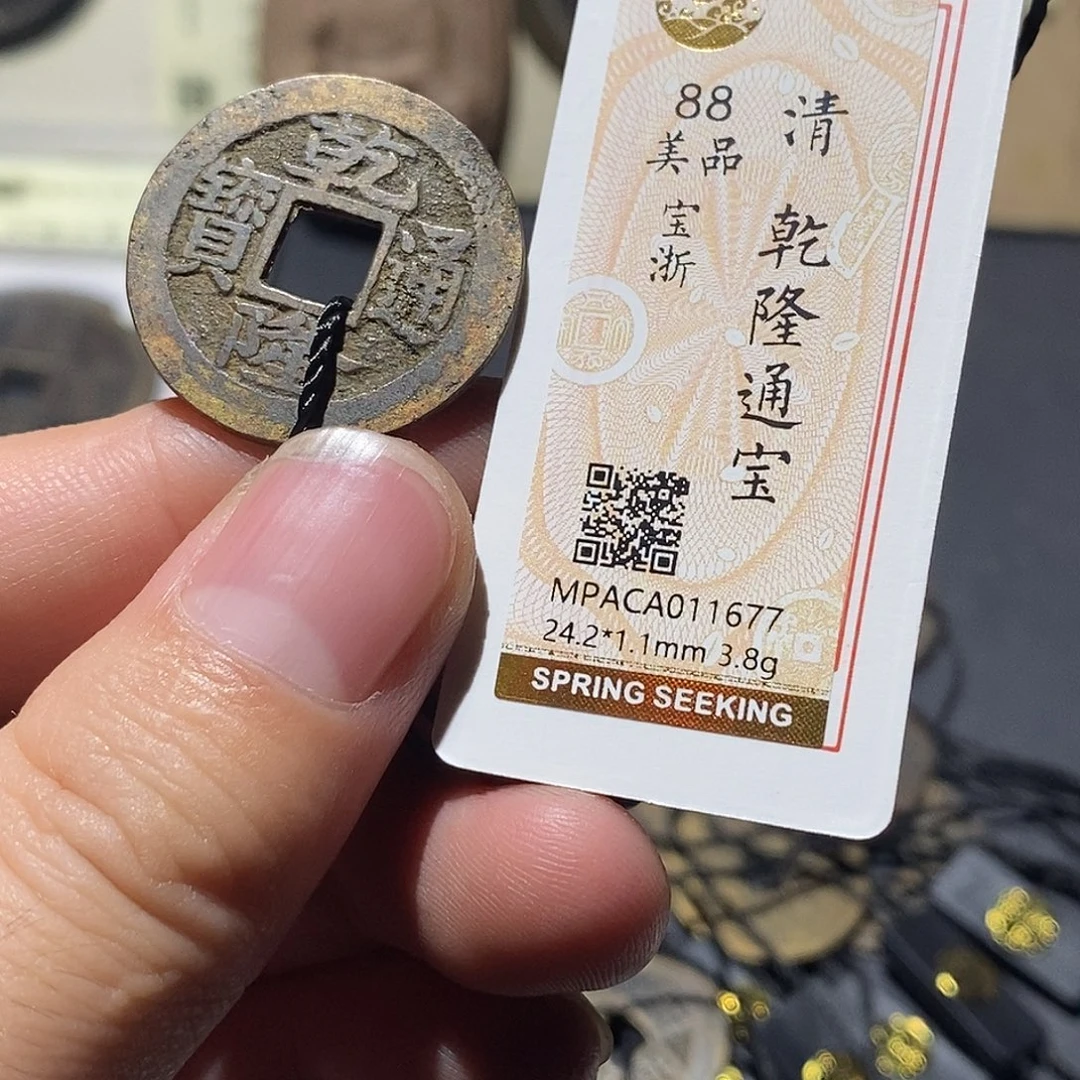 乾隆通寶
清 乾隆通宝
88
美品
宝浙
MPACA011677
24.2*1.1mm 3.8g
SPRING SEEKING